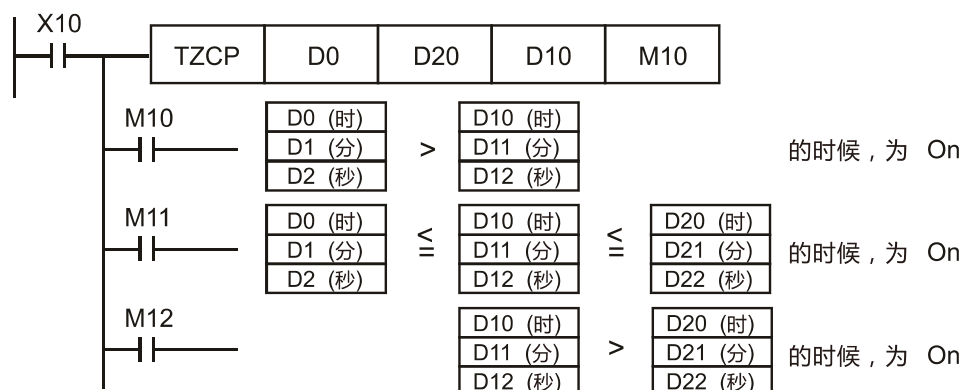 X10
TZCP D0 D20 D10 M10
M10
D0 (时) D10 (时)
D1 (分) > D11 (分) 的时候，为 On
D2 (秒) D12 (秒)
M11
D0 (时) D10 (时) D20 (时)
D1 (分) ≦ D11 (分) ≦ D21 (分) 的时候，为 On
D2 (秒) D12 (秒) D22 (秒)
M12
D10 (时) D20 (时)
D11 (分) > D21 (分) 的时候，为 On
D12 (秒) D22 (秒)